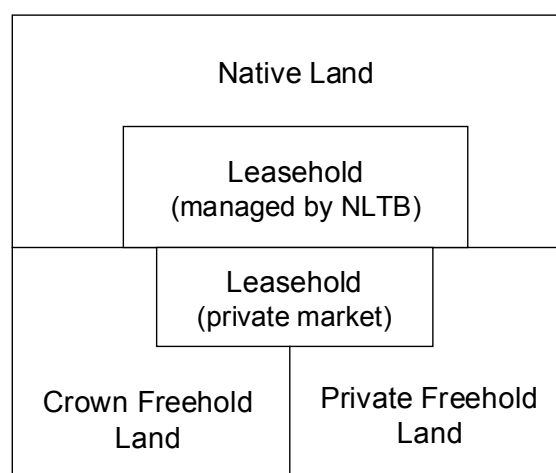 Native Land
Leasehold
(managed by NLTB)
Leasehold
(private market)
Crown Freehold
Land
Private Freehold
Land